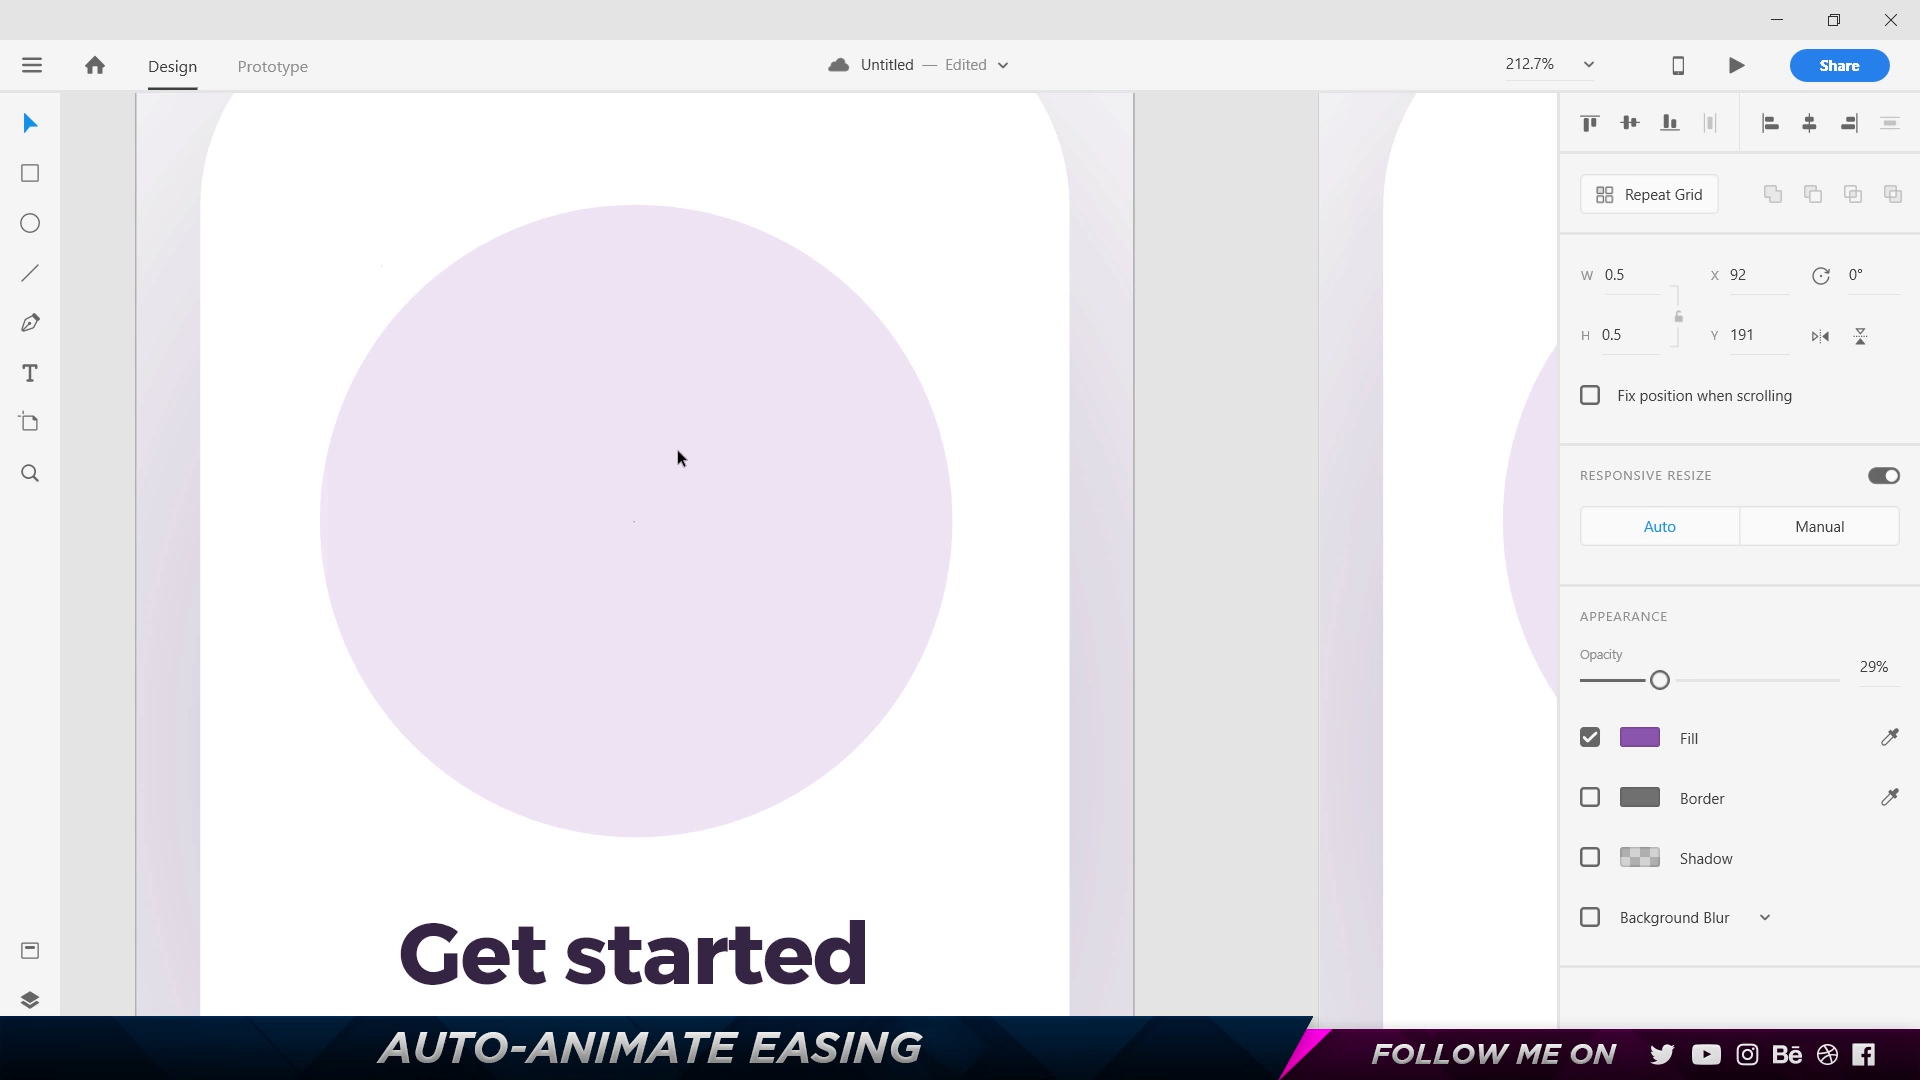 Design
Prototype
Untitled — Edited
212.7%
Share
Repeat Grid
W 0.5
X 92
0°
H 0.5
Y 191
Fix position when scrolling
RESPONSIVE RESIZE
Auto
Manual
APPEARANCE
Opacity
29%
Fill
Border
Shadow
Background Blur
Get started
AUTO-ANIMATE EASING
FOLLOW ME ON
Bē